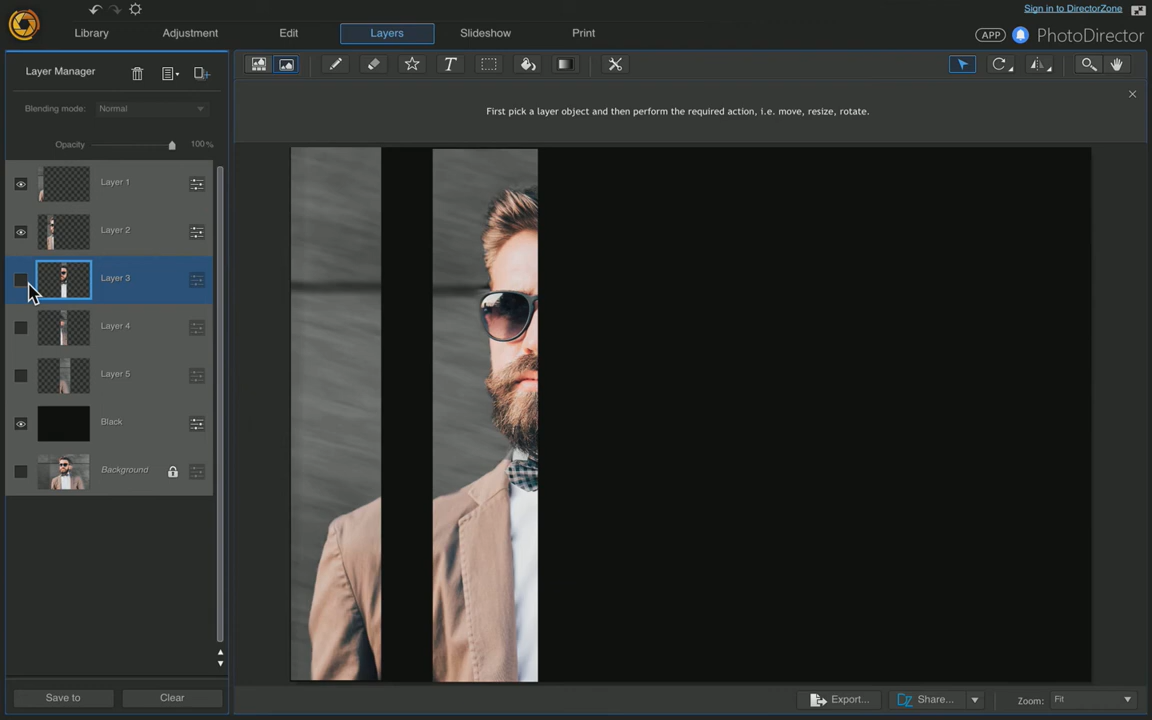 Sign in to DirectorZone
Library Adjustment Edit Layers Slideshow Print
APP PhotoDirector
Layer Manager
First pick a layer object and then perform the required action, i.e. move, resize, rotate.
Blending mode: Normal
Opacity 100%
Layer 1
Layer 2
Layer 3
Layer 4
Layer 5
Black
Background
Save to Clear
Export... Share... Zoom: Fit